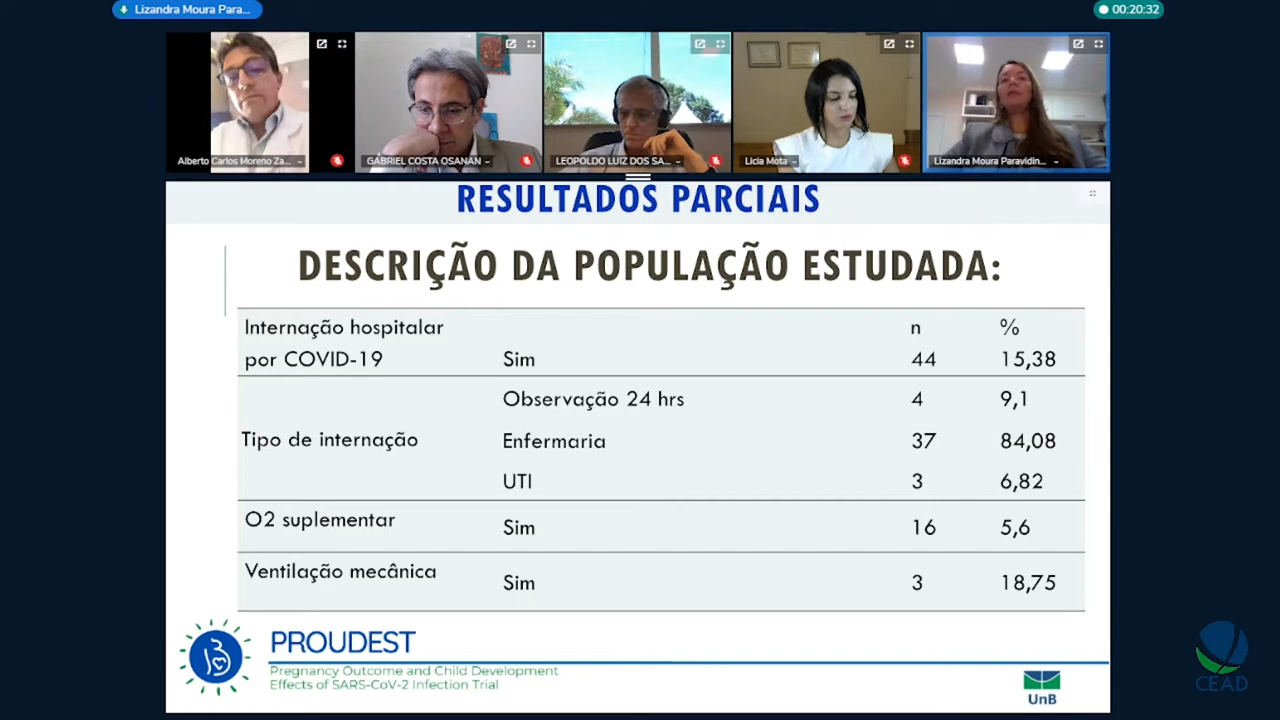 Lizandra Moura Para...
00:20:32
Alberto Carlos Moreno Za...
GABRIEL COSTA OSANAN
LEOPOLDO LUIZ DOS SA...
Licia Mota
Lizandra Moura Paravidin...
RESULTADOS PARCIAIS
DESCRIÇÃO DA POPULAÇÃO ESTUDADA:
Internação hospitalar n %
por COVID-19 Sim 44 15,38
Observação 24 hrs 4 9,1
Tipo de internação Enfermaria 37 84,08
UTI 3 6,82
O2 suplementar Sim 16 5,6
Ventilação mecânica Sim 3 18,75
PROUDEST
Pregnancy Outcome and Child Development
Effects of SARS-CoV-2 Infection Trial
UnB
CEAD